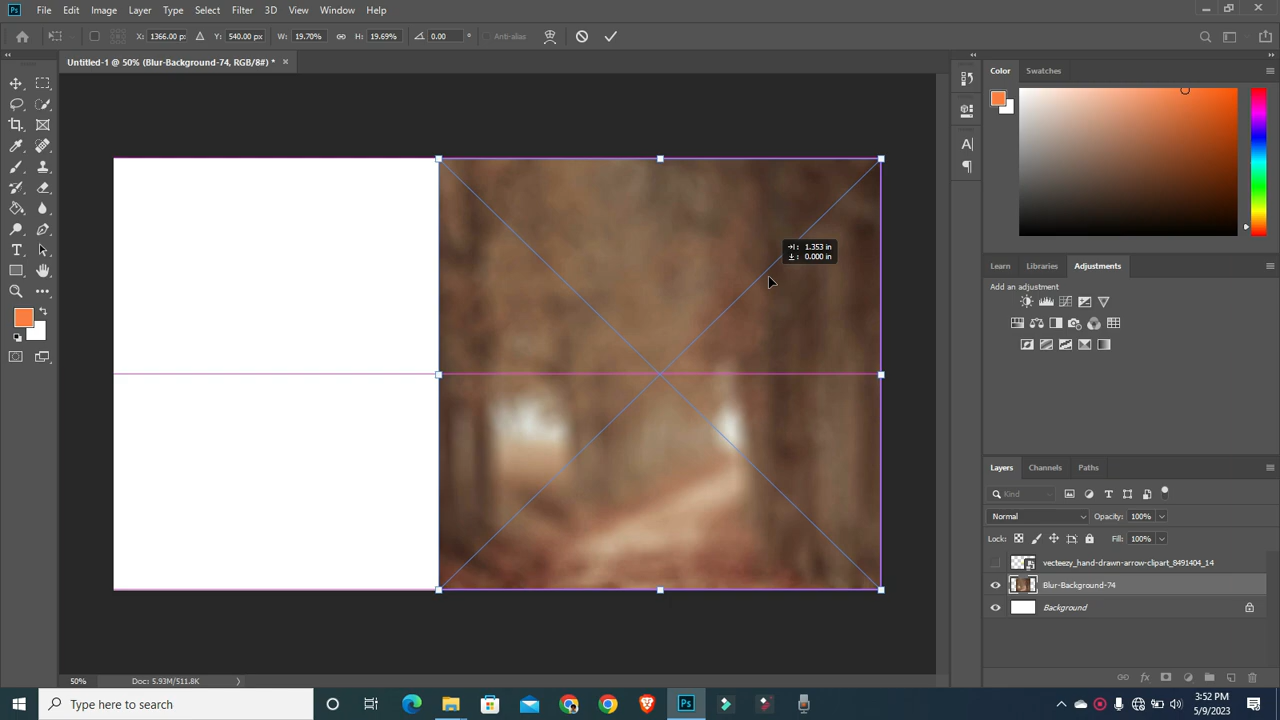 Ps File Edit Image Layer Type Select Filter 3D View Window Help
X: 1366.00 px Y: 540.00 px W: 19.70% H: 19.69% 0.00 ° Anti-alias
Untitled-1 @ 50% (Blur-Background-74, RGB/8#) * ×
Color Swatches
1.353 in
0.000 in
Learn Libraries Adjustments
Add an adjustment
Layers Channels Paths
Kind
Normal Opacity: 100%
Lock: Fill: 100%
vecteezy_hand-drawn-arrow-clipart_8491404_14
Blur-Background-74
Background
50% Doc: 5.93M/511.8K
Type here to search
Ps
3:52 PM
5/9/2023